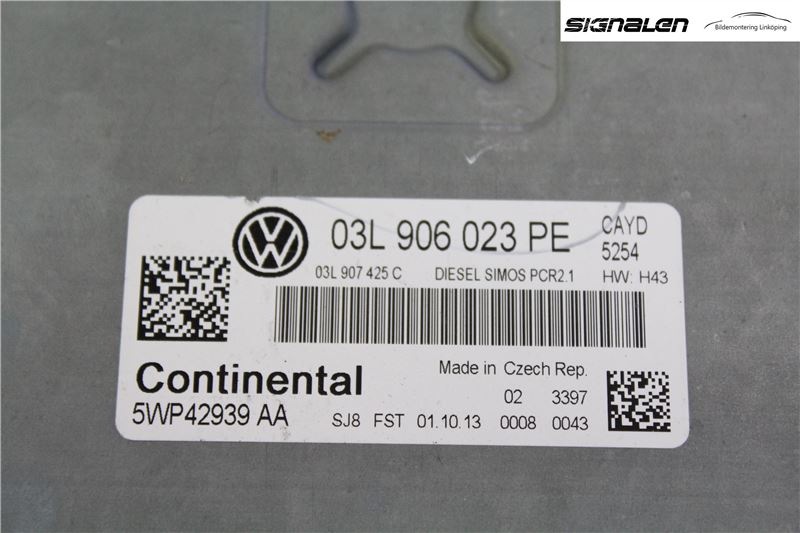 SIGNALEN
Bildemontering Linköping
03L 906 023 PE
CAYD
5254
03L 907 425 C DIESEL SIMOS PCR2.1 HW: H43
Continental
Made in Czech Rep.
02 3397
5WP42939 AA
SJ8 FST 01.10.13 0008 0043